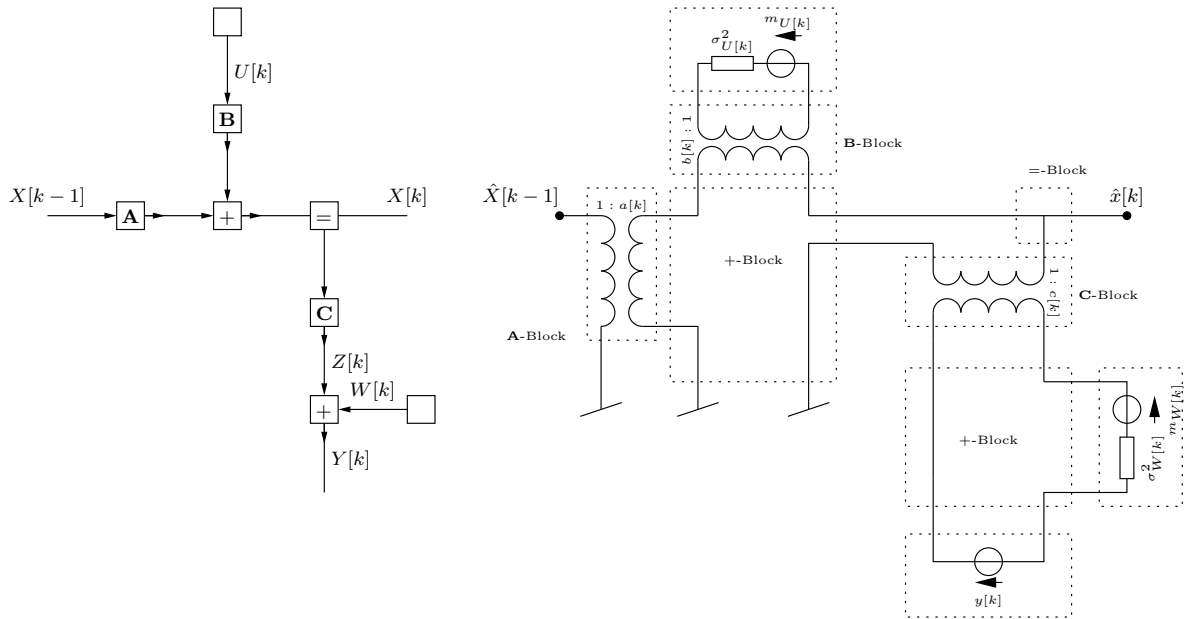 U[k]
B
X[k − 1]
A
+
=
X[k]
C
Z[k]
W[k]
+
Y[k]
m_{U[k]}
σ²_{U[k]}
b[k] : 1
B-Block
=-Block
X̂[k − 1]
1 : a[k]
x̂[k]
+-Block
1 : c[k]
C-Block
A-Block
m_{W[k]}
+-Block
σ²_{W[k]}
y[k]